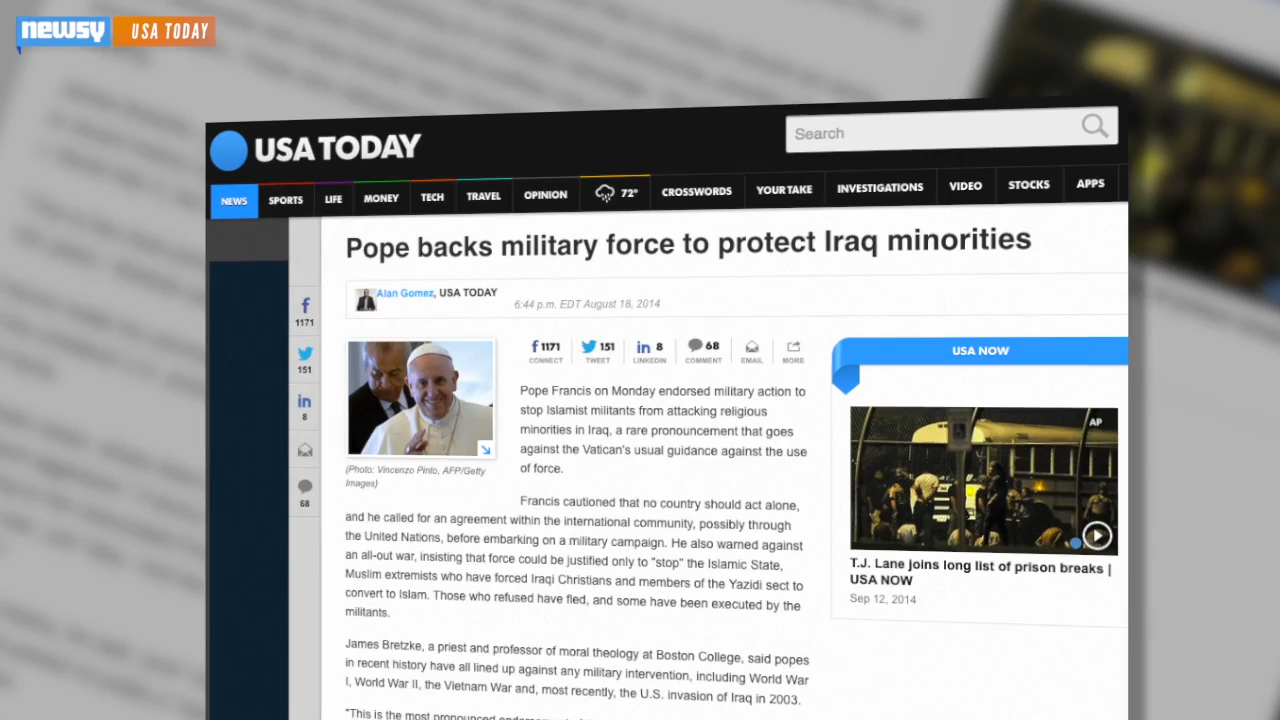 newsy USA TODAY
USA TODAY
Search
NEWS SPORTS LIFE MONEY TECH TRAVEL OPINION 72° CROSSWORDS YOUR TAKE INVESTIGATIONS VIDEO STOCKS APPS
Pope backs military force to protect Iraq minorities
Alan Gomez, USA TODAY 6:44 p.m. EDT August 18, 2014
f
1171
151
in
8
68
(Photo: Vincenzo Pinto, AFP/Getty
Images)
f 1171 151 in 8 68
CONNECT TWEET LINKEDIN COMMENT EMAIL MORE
Pope Francis on Monday endorsed military action to
stop Islamist militants from attacking religious
minorities in Iraq, a rare pronouncement that goes
against the Vatican's usual guidance against the use
of force.
Francis cautioned that no country should act alone,
and he called for an agreement within the international community, possibly through
the United Nations, before embarking on a military campaign. He also warned against
an all-out war, insisting that force could be justified only to "stop" the Islamic State,
Muslim extremists who have forced Iraqi Christians and members of the Yazidi sect to
convert to Islam. Those who refused have fled, and some have been executed by the
militants.
James Bretzke, a priest and professor of moral theology at Boston College, said popes
in recent history have all lined up against any military intervention, including World War
I, World War II, the Vietnam War and, most recently, the U.S. invasion of Iraq in 2003.
"This is the most pronounced
USA NOW
AP
T.J. Lane joins long list of prison breaks |
USA NOW
Sep 12, 2014